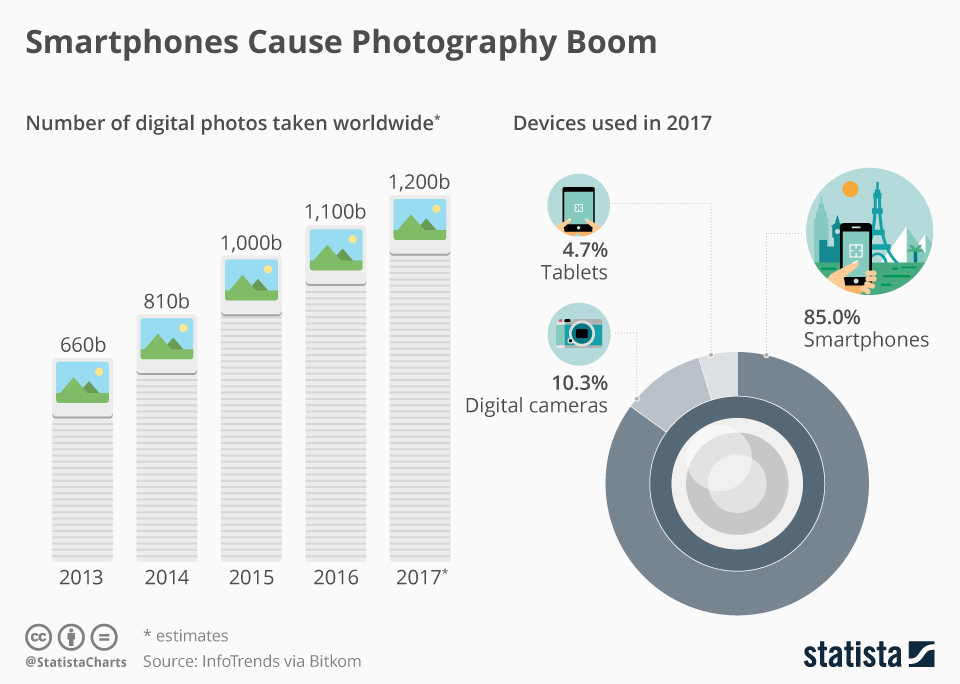 Smartphones Cause Photography Boom
Number of digital photos taken worldwide*
660b
810b
1,000b
1,100b
1,200b
2013
2014
2015
2016
2017*
Devices used in 2017
4.7%
Tablets
10.3%
Digital cameras
85.0%
Smartphones
cc
@StatistaCharts
* estimates
Source: InfoTrends via Bitkom
statista